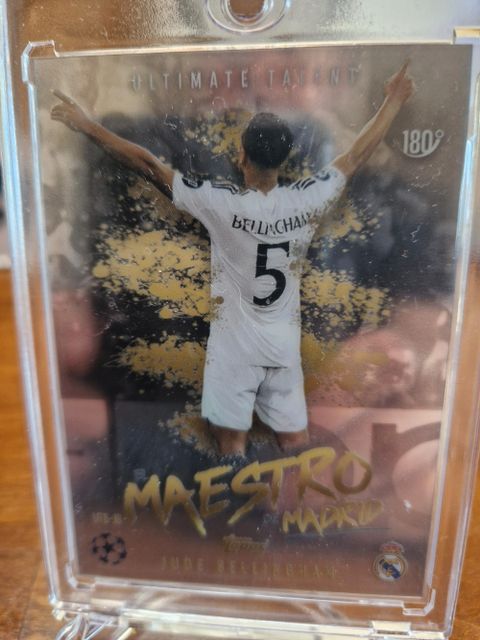 ULTIMATE TALENT
180°
BELLINGHAM
5
MAESTRO
MADRID
Topps
JUDE BELLINGHAM